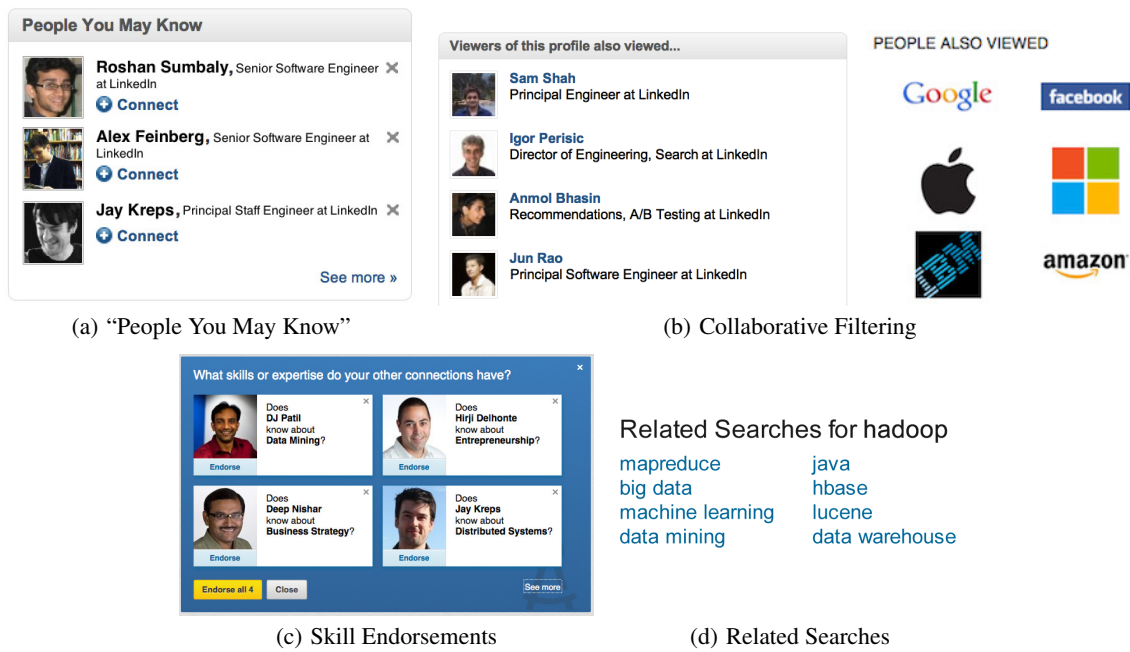 People You May Know
Roshan Sumbaly, Senior Software Engineer
at LinkedIn
Connect
Alex Feinberg, Senior Software Engineer at
LinkedIn
Connect
Jay Kreps, Principal Staff Engineer at LinkedIn
Connect
See more »
(a) “People You May Know”
Viewers of this profile also viewed...
Sam Shah
Principal Engineer at LinkedIn
Igor Perisic
Director of Engineering, Search at LinkedIn
Anmol Bhasin
Recommendations, A/B Testing at LinkedIn
Jun Rao
Principal Software Engineer at LinkedIn
PEOPLE ALSO VIEWED
Google
facebook
IBM
amazon
(b) Collaborative Filtering
What skills or expertise do your other connections have?
Does
DJ Patil
know about
Data Mining?
Endorse
Does
Hirji Delhonte
know about
Entrepreneurship?
Endorse
Does
Deep Nishar
know about
Business Strategy?
Endorse
Does
Jay Kreps
know about
Distributed Systems?
Endorse
Endorse all 4
Close
See more
(c) Skill Endorsements
Related Searches for hadoop
mapreduce
java
big data
hbase
machine learning
lucene
data mining
data warehouse
(d) Related Searches